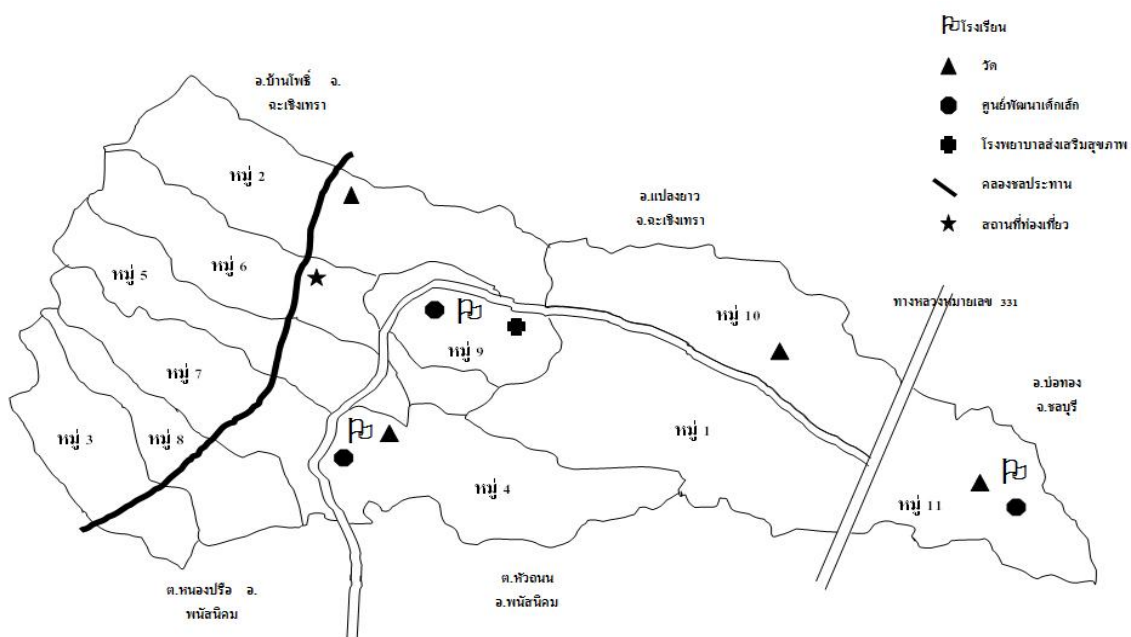 โรงเรียน
วัด
ศูนย์พัฒนาเด็กเล็ก
โรงพยาบาลส่งเสริมสุขภาพ
คลองชลประทาน
สถานที่ท่องเที่ยว
อ.บ้านโพธิ์ จ.
ฉะเชิงเทรา
อ.แปลงยาว
จ.ฉะเชิงเทรา
ทางหลวงหมายเลข 331
อ.บ่อทอง
จ.ชลบุรี
หมู่ 2
หมู่ 5
หมู่ 6
หมู่ 10
หมู่ 9
หมู่ 7
หมู่ 3
หมู่ 8
หมู่ 1
หมู่ 4
หมู่ 11
ต.หนองปรือ อ.
พนัสนิคม
ต.หัวถนน
อ.พนัสนิคม